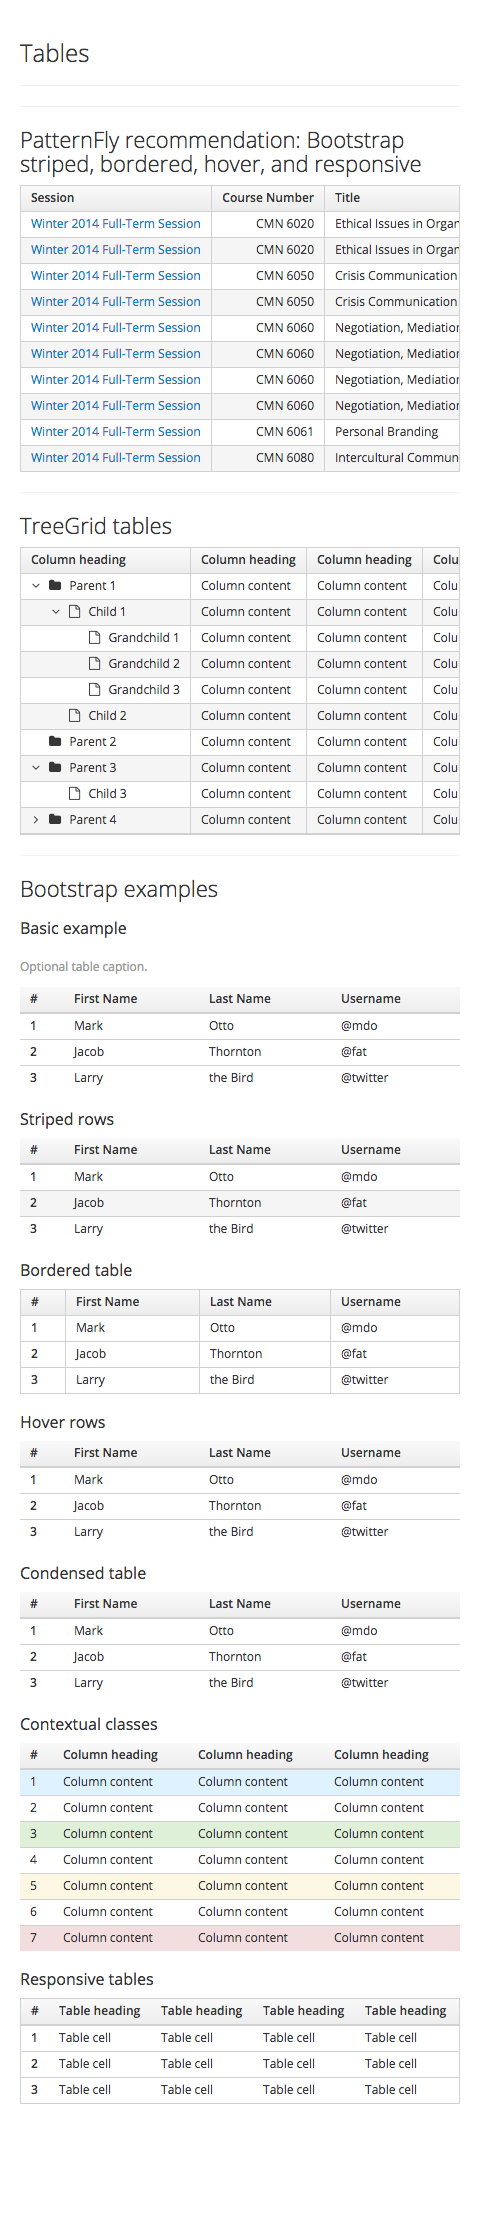 Tables
PatternFly recommendation: Bootstrap
striped, bordered, hover, and responsive
Session Course Number Title
Winter 2014 Full-Term Session CMN 6020 Ethical Issues in Organ
Winter 2014 Full-Term Session CMN 6020 Ethical Issues in Organ
Winter 2014 Full-Term Session CMN 6050 Crisis Communication
Winter 2014 Full-Term Session CMN 6050 Crisis Communication
Winter 2014 Full-Term Session CMN 6060 Negotiation, Mediation
Winter 2014 Full-Term Session CMN 6060 Negotiation, Mediation
Winter 2014 Full-Term Session CMN 6060 Negotiation, Mediation
Winter 2014 Full-Term Session CMN 6060 Negotiation, Mediation
Winter 2014 Full-Term Session CMN 6061 Personal Branding
Winter 2014 Full-Term Session CMN 6080 Intercultural Commun
TreeGrid tables
Column heading Column heading Column heading Colu
Parent 1 Column content Column content Colu
Child 1 Column content Column content Colu
Grandchild 1 Column content Column content Colu
Grandchild 2 Column content Column content Colu
Grandchild 3 Column content Column content Colu
Child 2 Column content Column content Colu
Parent 2 Column content Column content Colu
Parent 3 Column content Column content Colu
Child 3 Column content Column content Colu
Parent 4 Column content Column content Colu
Bootstrap examples
Basic example
Optional table caption.
# First Name Last Name Username
1 Mark Otto @mdo
2 Jacob Thornton @fat
3 Larry the Bird @twitter
Striped rows
# First Name Last Name Username
1 Mark Otto @mdo
2 Jacob Thornton @fat
3 Larry the Bird @twitter
Bordered table
# First Name Last Name Username
1 Mark Otto @mdo
2 Jacob Thornton @fat
3 Larry the Bird @twitter
Hover rows
# First Name Last Name Username
1 Mark Otto @mdo
2 Jacob Thornton @fat
3 Larry the Bird @twitter
Condensed table
# First Name Last Name Username
1 Mark Otto @mdo
2 Jacob Thornton @fat
3 Larry the Bird @twitter
Contextual classes
# Column heading Column heading Column heading
1 Column content Column content Column content
2 Column content Column content Column content
3 Column content Column content Column content
4 Column content Column content Column content
5 Column content Column content Column content
6 Column content Column content Column content
7 Column content Column content Column content
Responsive tables
# Table heading Table heading Table heading Table heading
1 Table cell Table cell Table cell Table cell
2 Table cell Table cell Table cell Table cell
3 Table cell Table cell Table cell Table cell